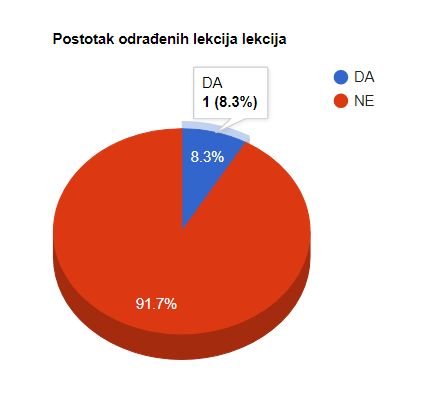 Postotak odrađenih lekcija lekcija
DA
1 (8.3%)
DA
NE
8.3%
91.7%